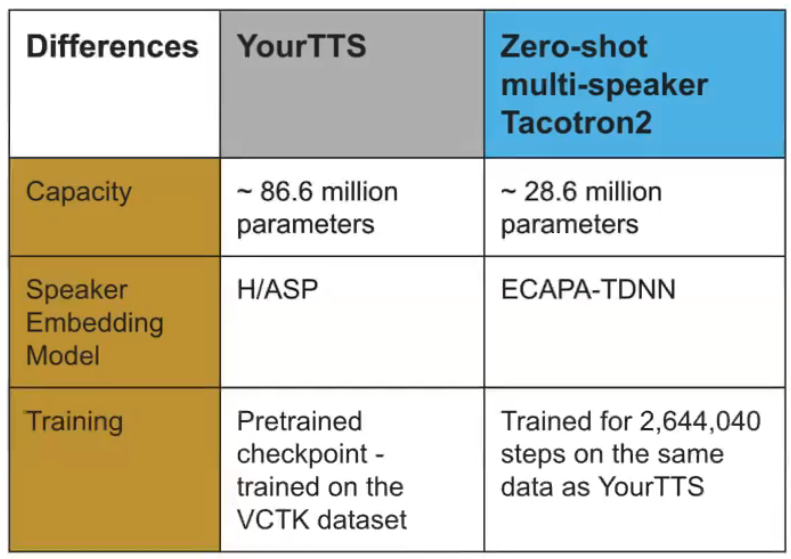 Differences
YourTTS
Zero-shot
multi-speaker
Tacotron2
Capacity
~ 86.6 million
parameters
~ 28.6 million
parameters
Speaker
Embedding
Model
H/ASP
ECAPA-TDNN
Training
Pretrained
checkpoint -
trained on the
VCTK dataset
Trained for 2,644,040
steps on the same
data as YourTTS